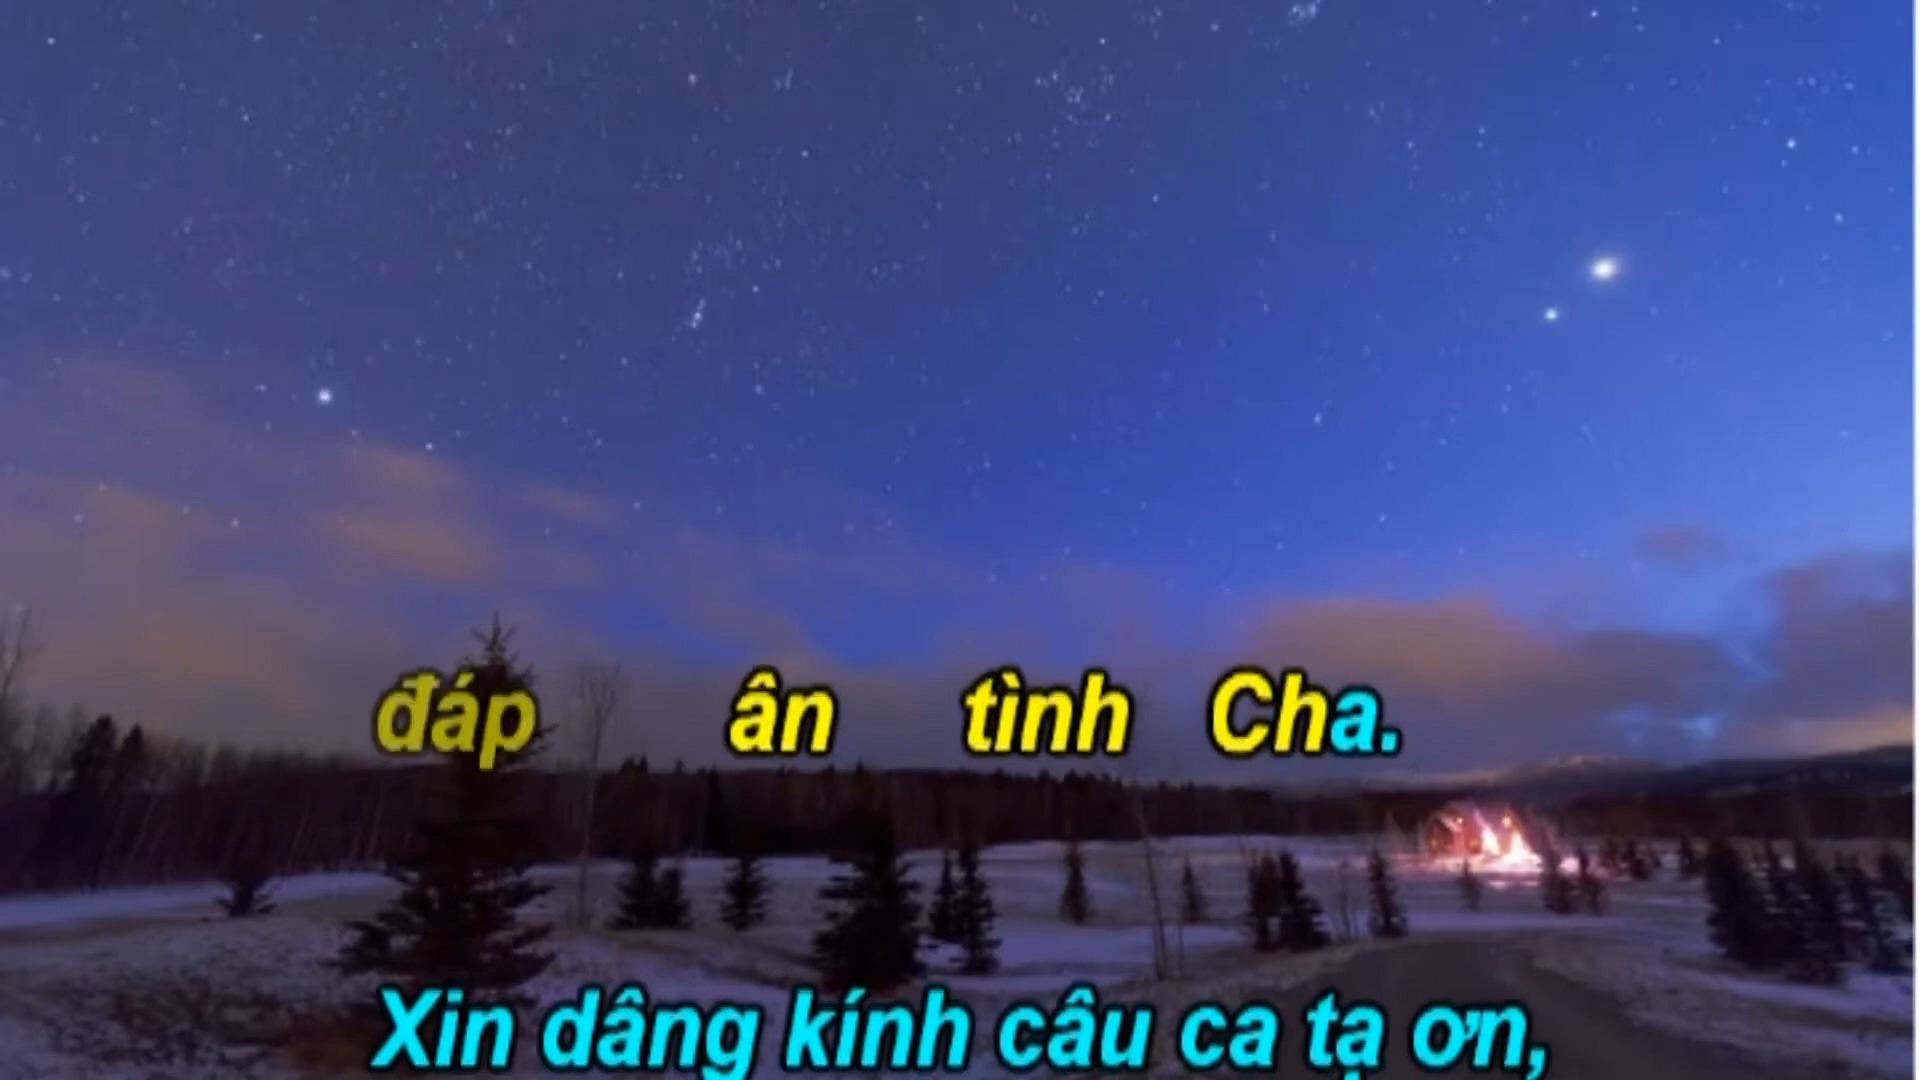 đáp ân tình Cha.
Xin dâng kính câu ca tạ ơn,